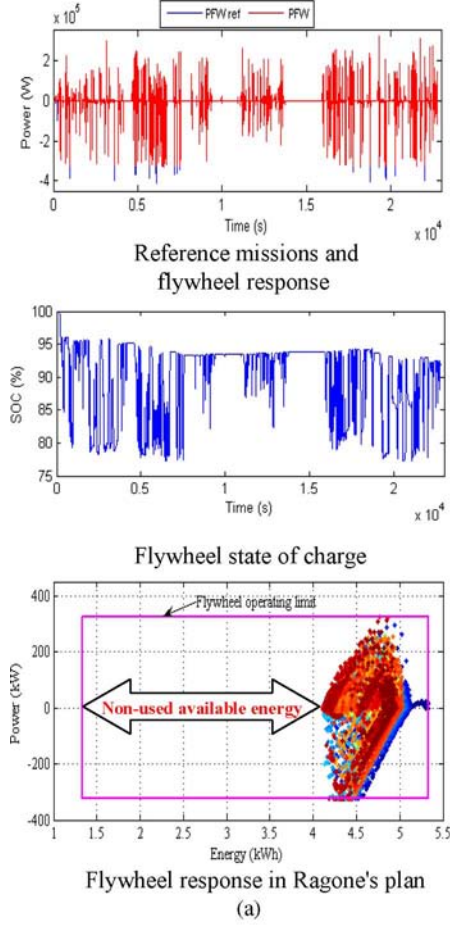 PFW ref PFW
x 10^5
Power (W)
2
0
-2
-4
0 0.5 1 1.5 2
Time (s)
x 10^4
Reference missions and
flywheel response
100
95
90
85
80
75
SOC (%)
0 0.5 1 1.5 2
Time (s)
x 10^4
Flywheel state of charge
400
200
0
-200
-400
Power (kW)
Flywheel operating limit
Non-used available energy
1 1.5 2 2.5 3 3.5 4 4.5 5 5.5
Energy (kWh)
Flywheel response in Ragone's plan
(a)